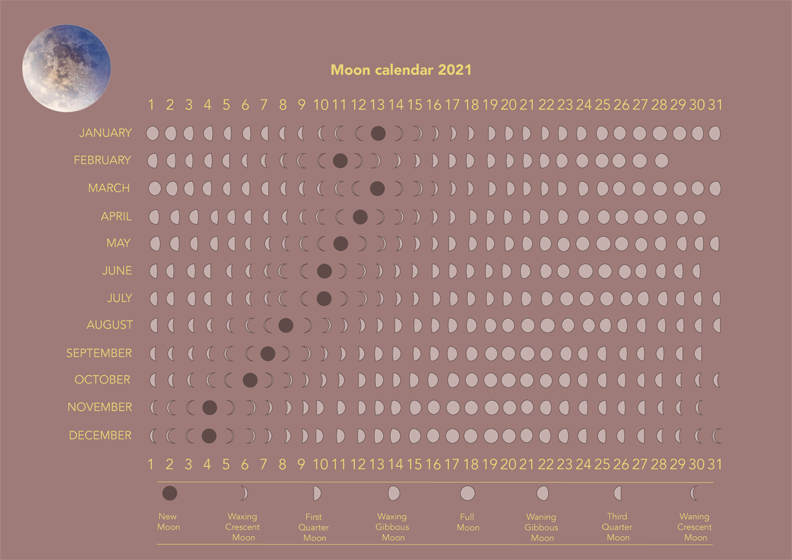 Moon calendar 2021
1 2 3 4 5 6 7 8 9 10 11 12 13 14 15 16 17 18 19 20 21 22 23 24 25 26 27 28 29 30 31
JANUARY
FEBRUARY
MARCH
APRIL
MAY
JUNE
JULY
AUGUST
SEPTEMBER
OCTOBER
NOVEMBER
DECEMBER
1 2 3 4 5 6 7 8 9 10 11 12 13 14 15 16 17 18 19 20 21 22 23 24 25 26 27 28 29 30 31
New
Moon
Waxing
Crescent
Moon
First
Quarter
Moon
Waxing
Gibbous
Moon
Full
Moon
Waning
Gibbous
Moon
Third
Quarter
Moon
Waning
Crescent
Moon